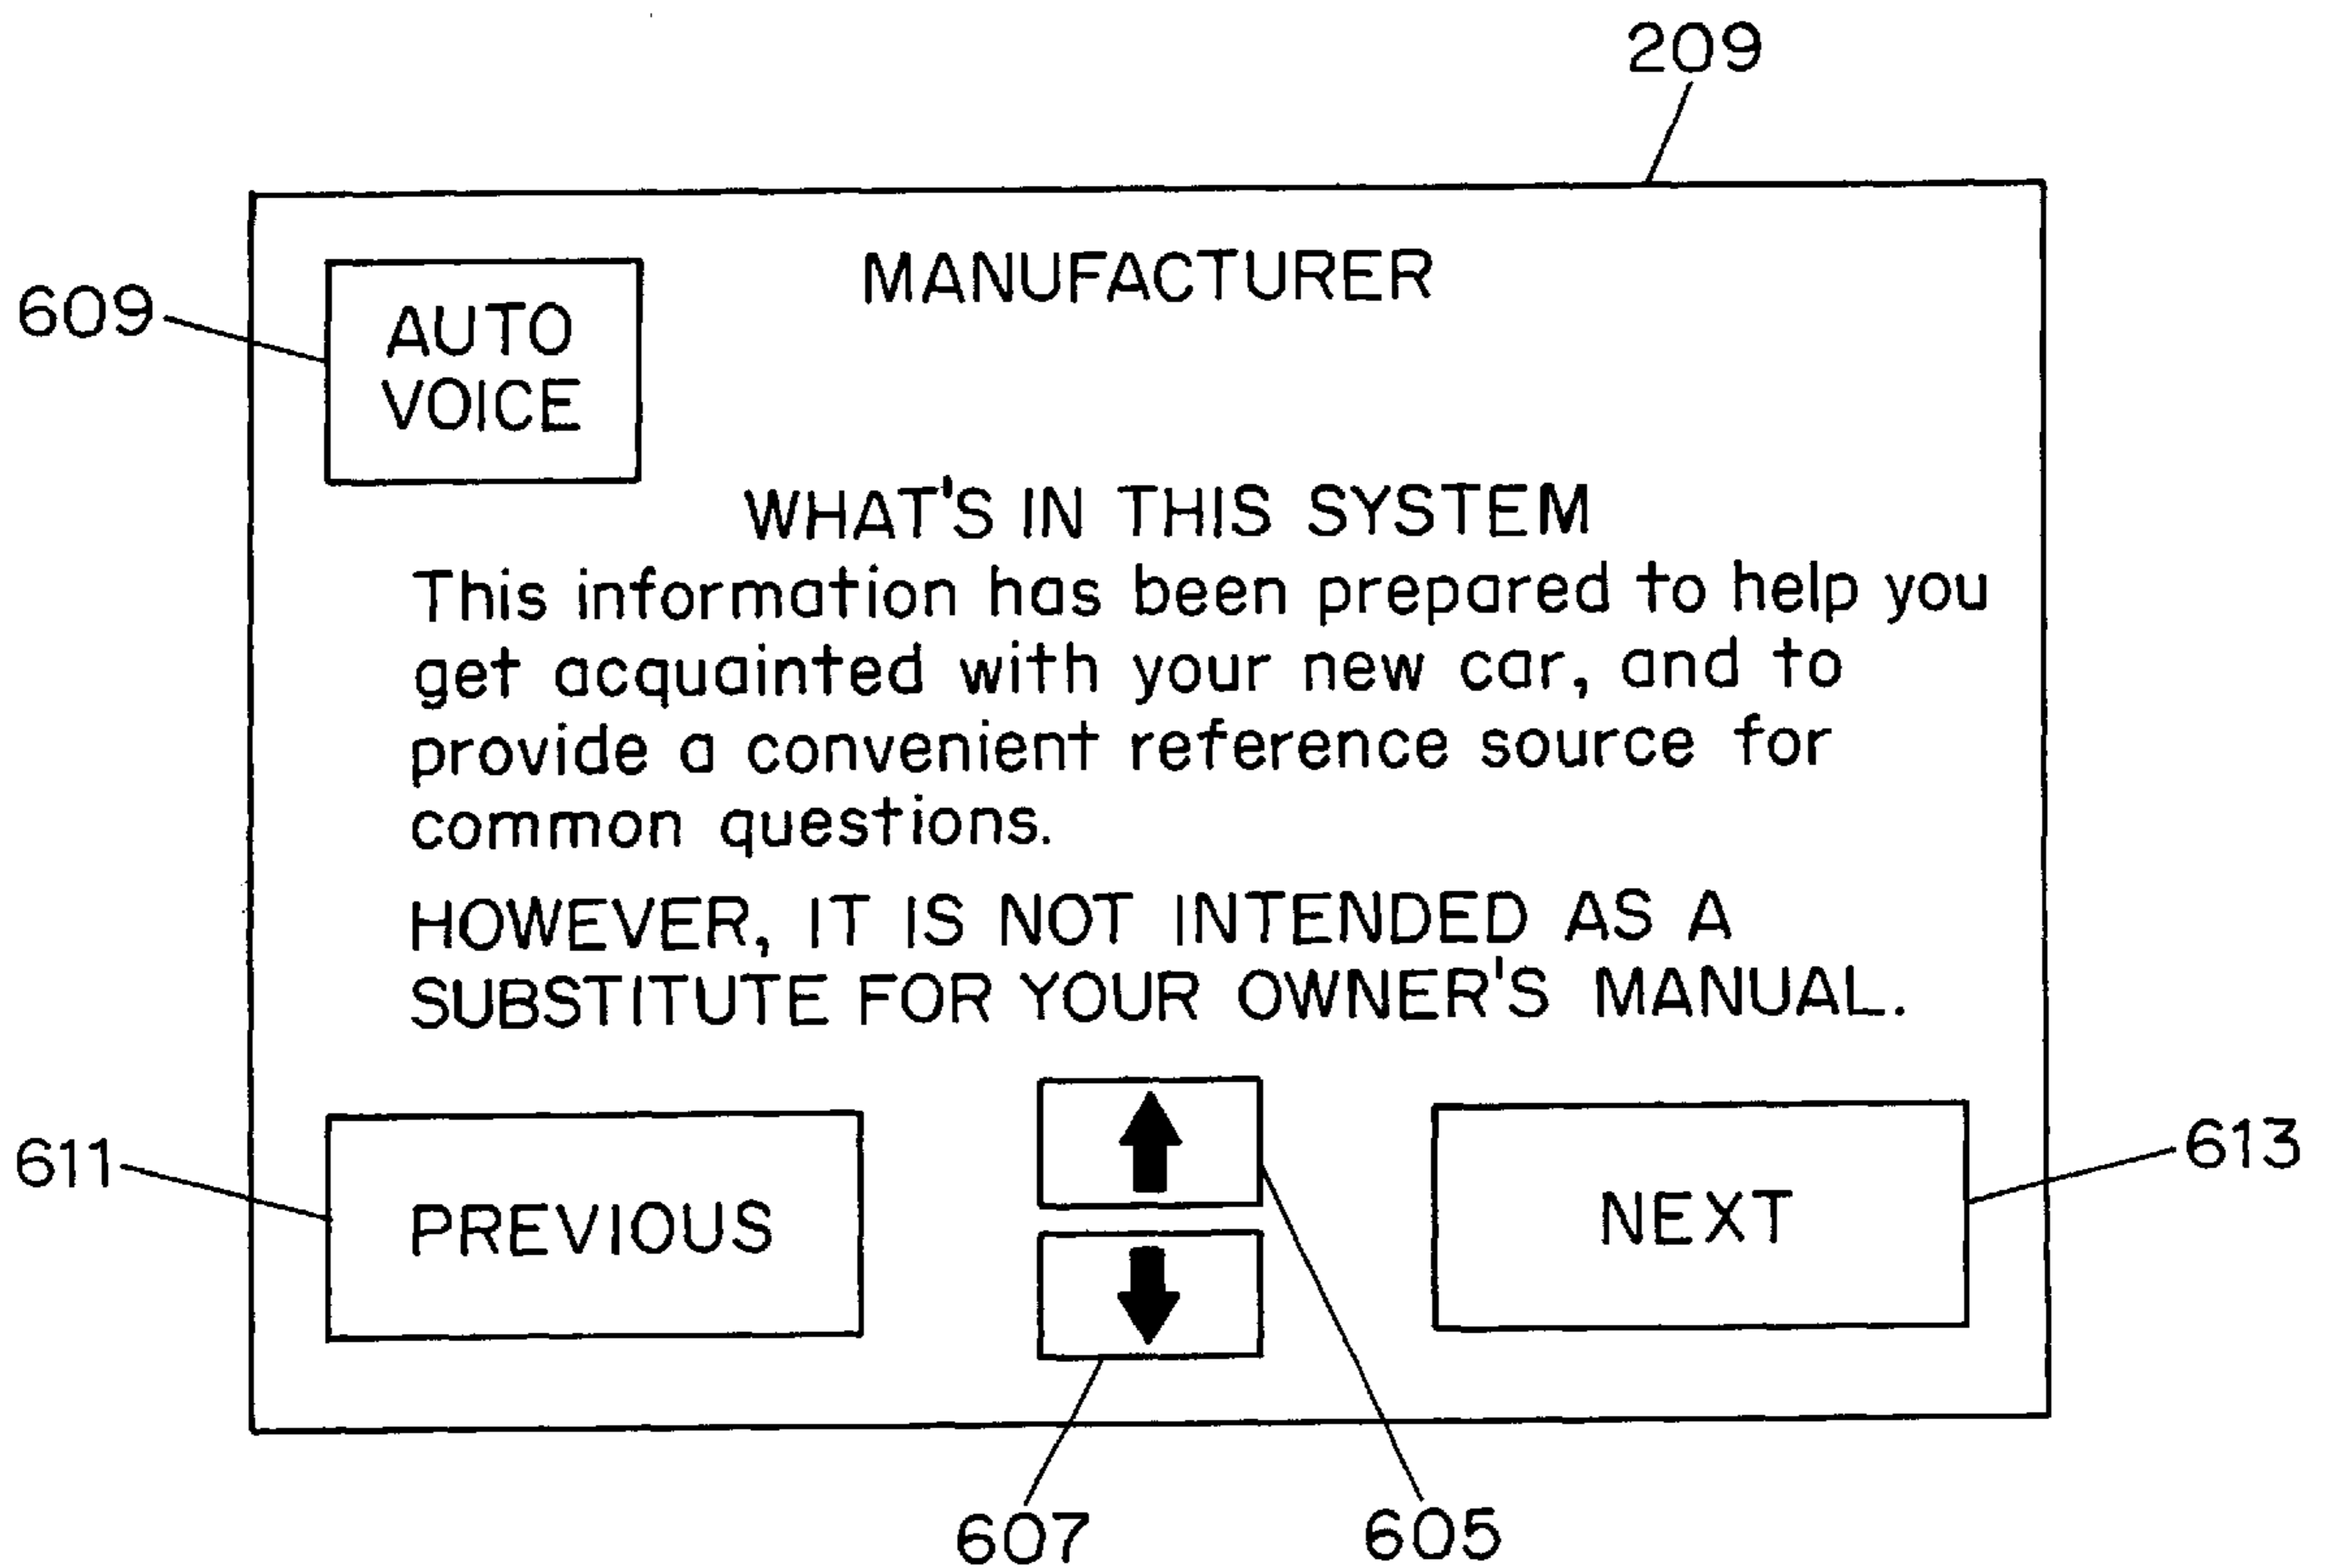 209
MANUFACTURER
609
AUTO
VOICE
WHAT'S IN THIS SYSTEM
This information has been prepared to help you
get acquainted with your new car, and to
provide a convenient reference source for
common questions.
HOWEVER, IT IS NOT INTENDED AS A
SUBSTITUTE FOR YOUR OWNER'S MANUAL.
611
PREVIOUS
NEXT
613
607
605